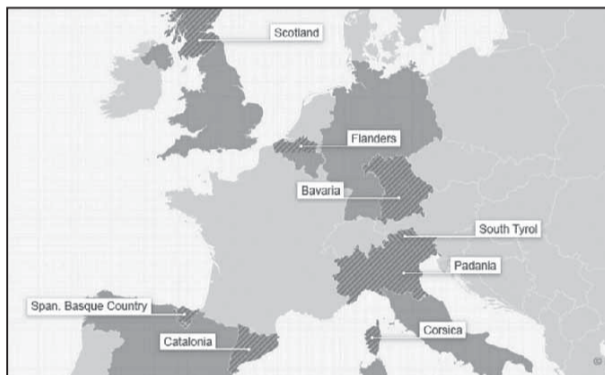 Scotland
Flanders
Bavaria
South Tyrol
Padania
Span. Basque Country
Catalonia
Corsica
©